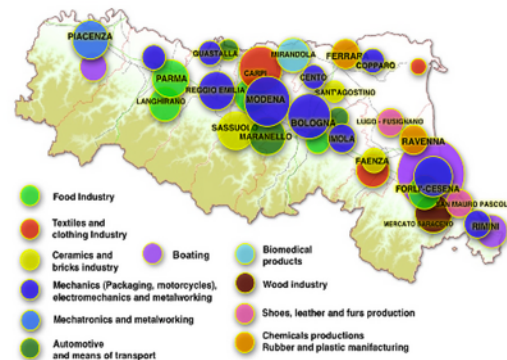 PIACENZA
GUASTALLA
MIRANDOLA
FERRARA
COPPARO
PARMA
CARPI
CENTO
REGGIO EMILIA
SANT'AGOSTINO
LANGHIRANO
MODENA
BOLOGNA
LUGO - FUSIGNANO
SASSUOLO
MARANELLO
IMOLA
RAVENNA
FAENZA
FORLI'-CESENA
SAN MAURO PASCOLI
MERCATO SARACENO
RIMINI
Food Industry
Textiles and
clothing Industry
Ceramics and
bricks industry
Boating
Mechanics (Packaging, motorcycles),
electromechanics and metalworking
Mechatronics and metalworking
Automotive
and means of transport
Biomedical
products
Wood industry
Shoes, leather and furs production
Chemicals productions
Rubber and plastic manifacturing